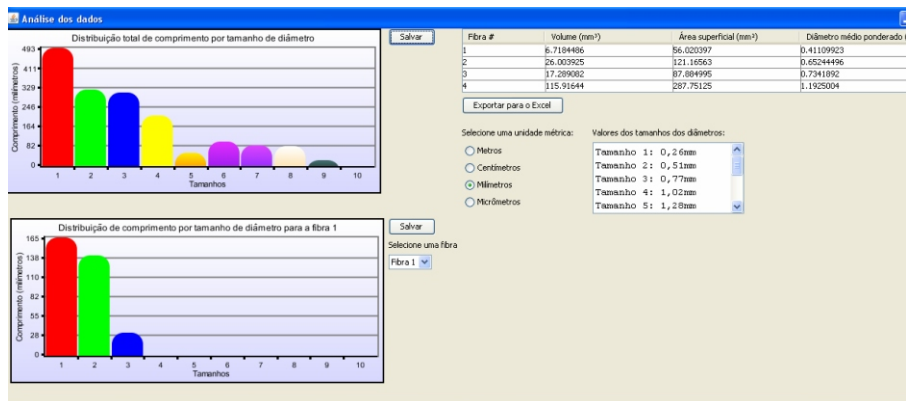 Análise dos dados
Distribuição total de comprimento por tamanho de diâmetro
Comprimento (milímetros)
493
411
329
246
164
82
0
1 2 3 4 5 6 7 8 9 10
Tamanhos
Salvar
Fibra # Volume (mm³) Área superficial (mm²) Diâmetro médio ponderado (
1 6.7184486 56.020397 0.41109923
2 26.003925 121.16563 0.65244496
3 17.289082 87.884995 0.7341892
4 115.91644 287.75125 1.1925004
Exportar para o Excel
Selecione uma unidade métrica:
Metros
Centímetros
Milímetros
Micrômetros
Valores dos tamanhos dos diâmetros:
Tamanho 1: 0,26mm
Tamanho 2: 0,51mm
Tamanho 3: 0,77mm
Tamanho 4: 1,02mm
Tamanho 5: 1,28mm
Distribuição de comprimento por tamanho de diâmetro para a fibra 1
Comprimento (milímetros)
165
138
110
82
55
28
0
1 2 3 4 5 6 7 8 9 10
Tamanhos
Salvar
Selecione uma fibra
Fibra 1